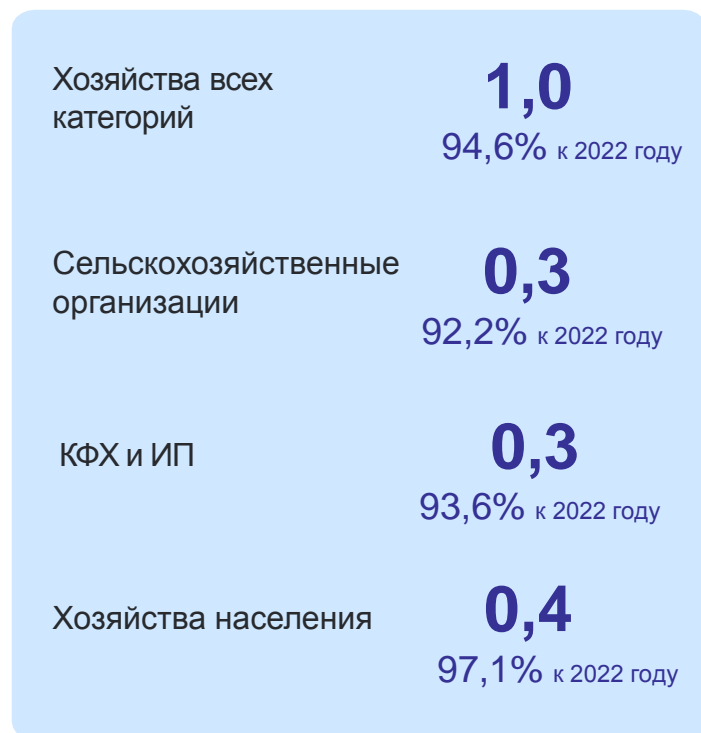 Хозяйства всех
категорий
1,0
94,6% к 2022 году
Сельскохозяйственные
организации
0,3
92,2% к 2022 году
КФХ и ИП
0,3
93,6% к 2022 году
Хозяйства населения
0,4
97,1% к 2022 году